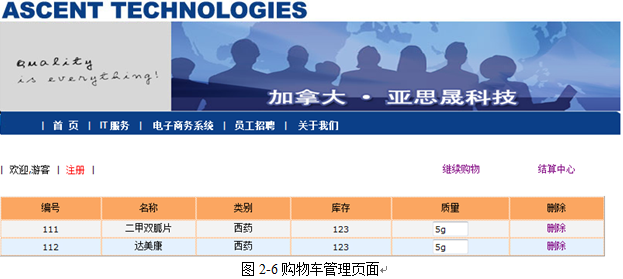 ASCENT TECHNOLOGIES
quality
is everything!
加拿大 · 亚思晟科技
| 首 页 | IT服务 | 电子商务系统 | 员工招聘 | 关于我们
| 欢迎,游客 | 注册 | 继续购物 结算中心
编号 名称 类别 库存 质量 删除
111 二甲双胍片 西药 123 5g 删除
112 达美康 西药 123 5g 删除
图 2-6 购物车管理页面